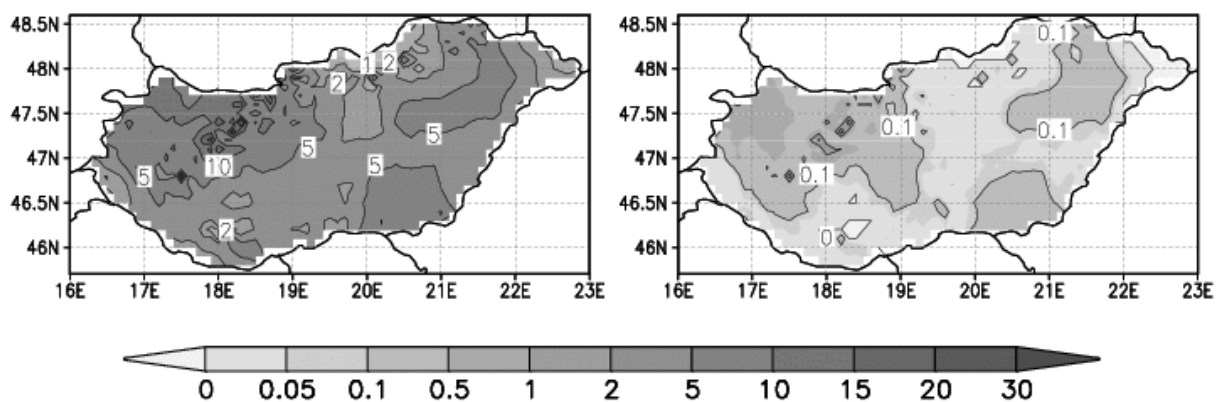 48.5N 48.5N
48N 48N
47.5N 47.5N
47N 47N
46.5N 46.5N
46N 46N
1 2 2 5 5 5 10 5 2
0.1 0.1 0.1 0.1 0
16E 17E 18E 19E 20E 21E 22E 23E 16E 17E 18E 19E 20E 21E 22E 23E
0 0.05 0.1 0.5 1 2 5 10 15 20 30